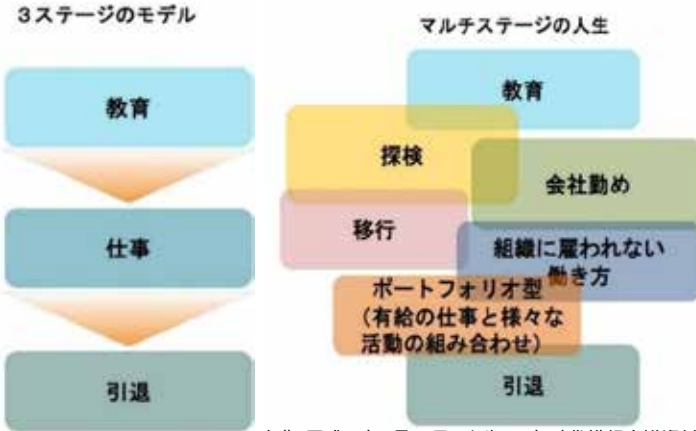 ３ステージのモデル
教育
仕事
引退
マルチステージの人生
教育
探検
会社勤め
移行
組織に雇われない
働き方
ポートフォリオ型
（有給の仕事と様々な
活動の組み合わせ）
引退